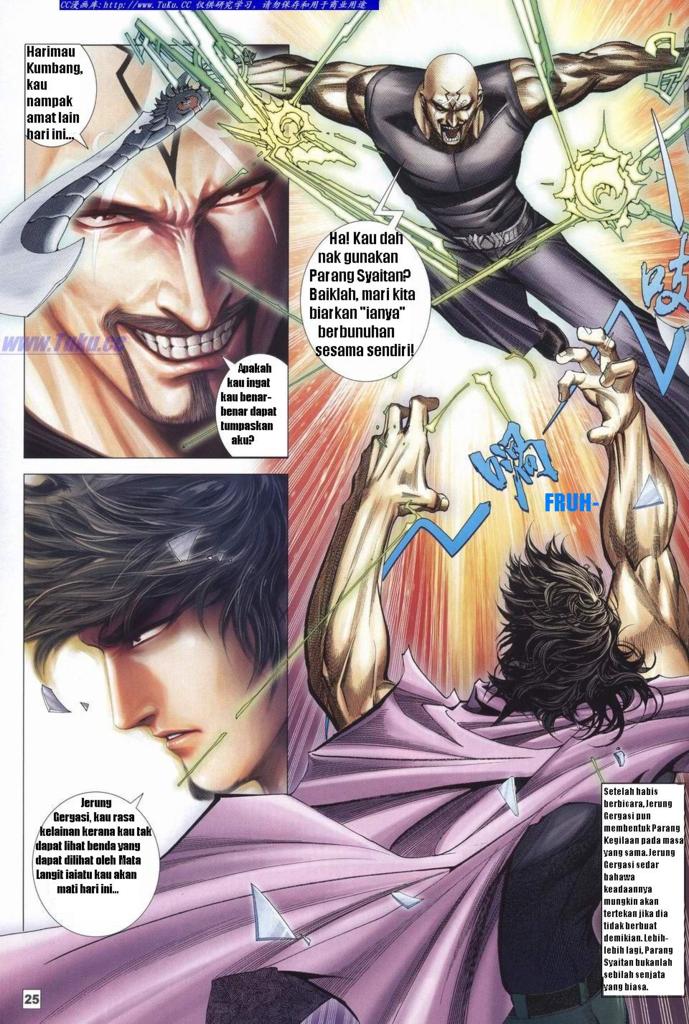 CC漫画库:http://www.TuKu.CC 仅供研究学习，请勿保存和用于商业用途
Harimau
Kumbang,
kau
nampak
amat lain
hari ini...
Ha! Kau dah
nak gunakan
Parang Syaitan?
Baiklah, mari kita
biarkan "ianya"
berbunuhan
sesama sendiri!
www.Tuku.cc
Apakah
kau ingat
kau benar-
benar dapat
tumpaskan
aku?
FRUH-
Jerung
Gergasi, kau rasa
kelainan kerana kau tak
dapat lihat benda yang
dapat dilihat oleh Mata
Langit iaiatu kau akan
mati hari ini...
Setelah habis
berbicara, Jerung
Gergasi pun
membentuk Parang
Kegilaan pada masa
yang sama. Jerung
Gergasi sedar
bahawa
keadaannya
mungkin akan
tertekan jika dia
tidak berbuat
demikian. Lebih-
lebih lagi, Parang
Syaitan bukanlah
sebilah senjata
yang biasa.
25